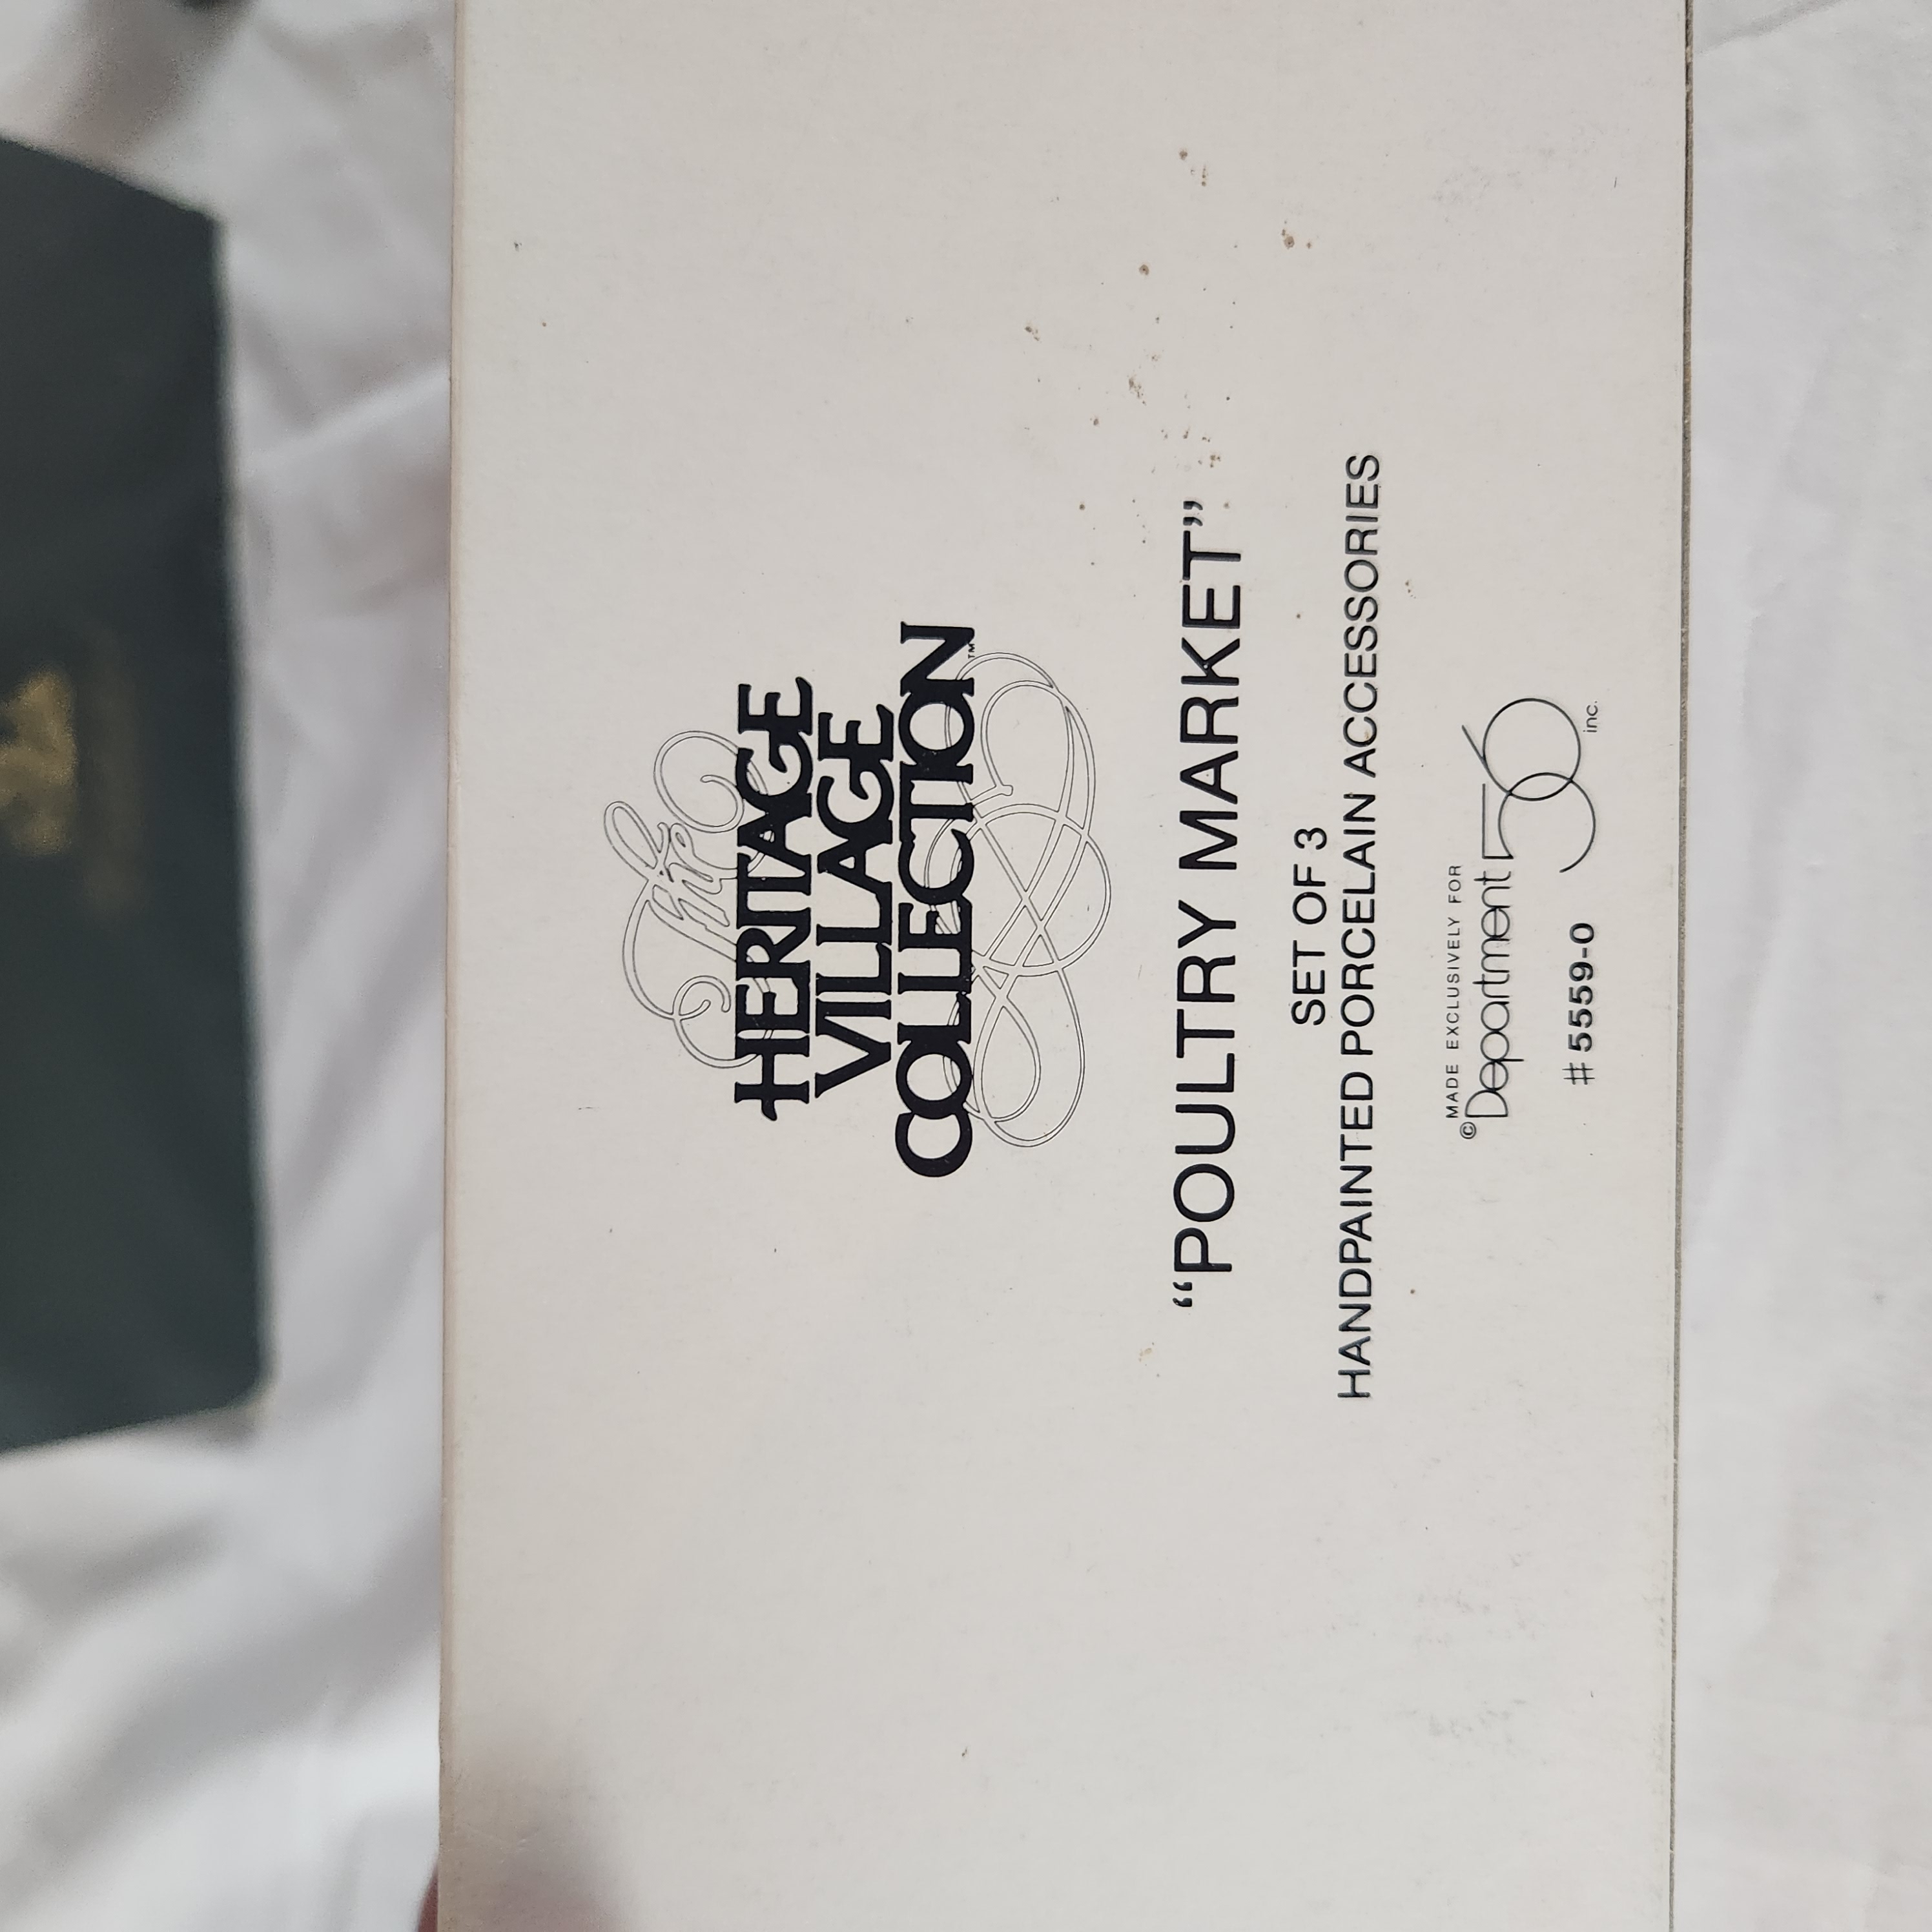 The
HERITAGE
VILLAGE
COLLECTION™
“POULTRY MARKET”
SET OF 3
HANDPAINTED PORCELAIN ACCESSORIES
MADE EXCLUSIVELY FOR
© Department 56 inc.
# 5559-0